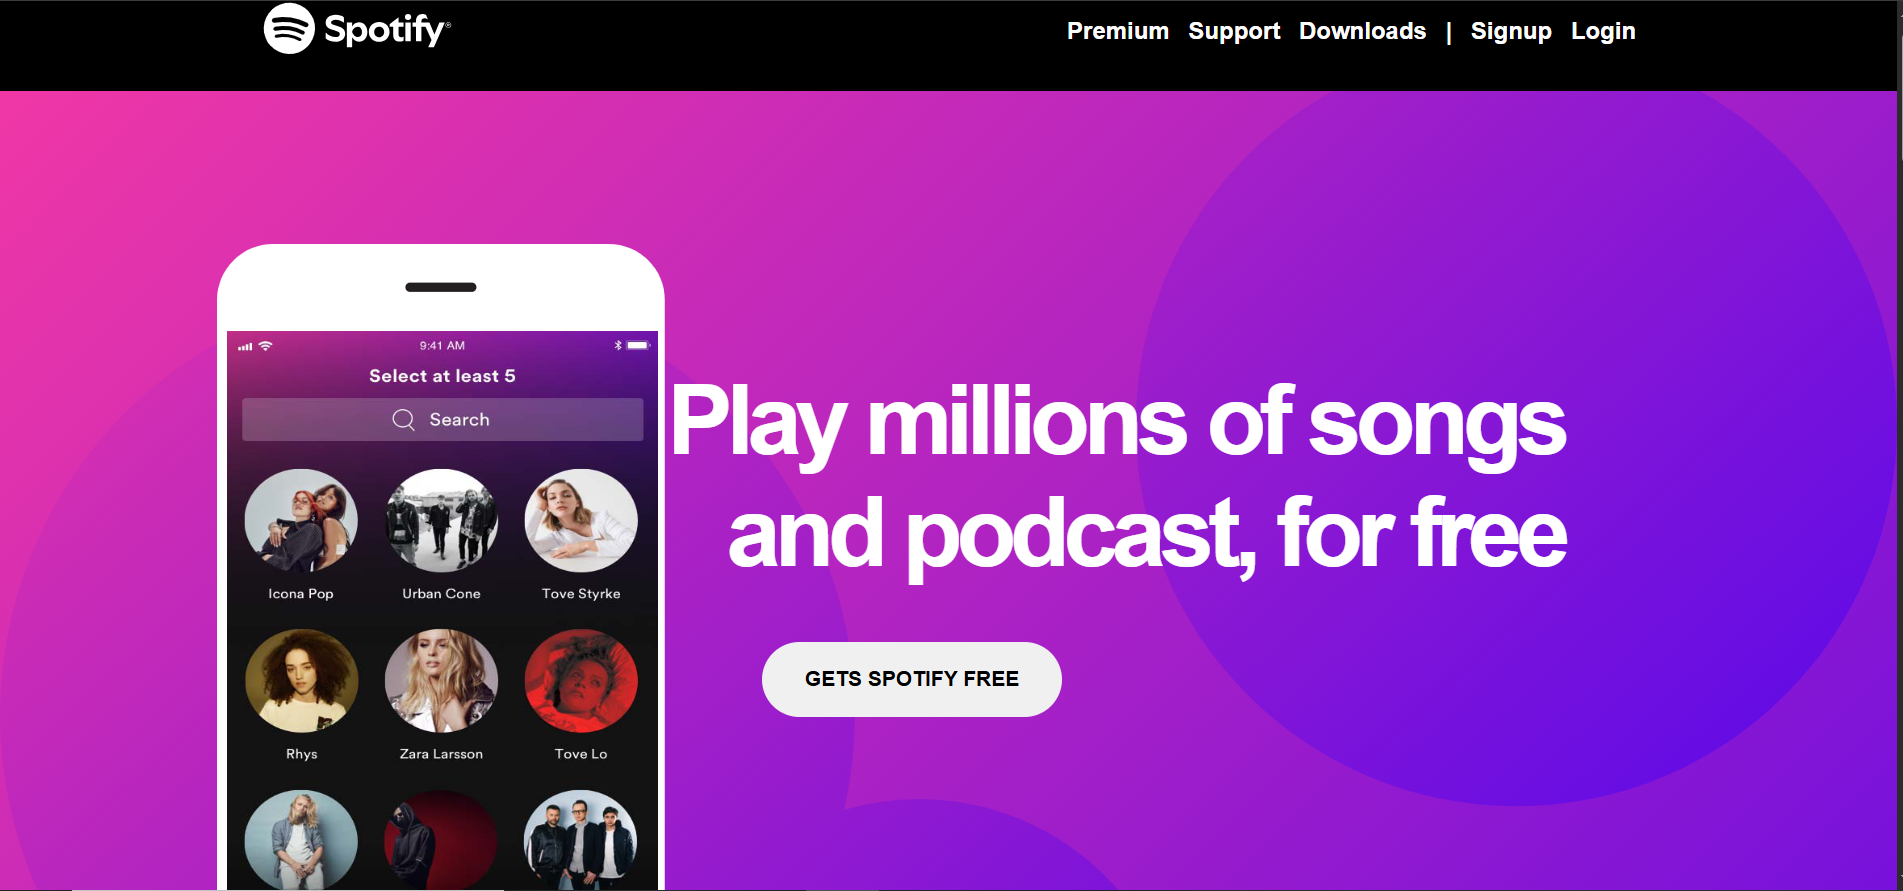 Spotify®
Premium Support Downloads | Signup Login
9:41 AM
Select at least 5
Search
Play millions of songs
and podcast, for free
Icona Pop Urban Cone Tove Styrke
GETS SPOTIFY FREE
Rhys Zara Larsson Tove Lo